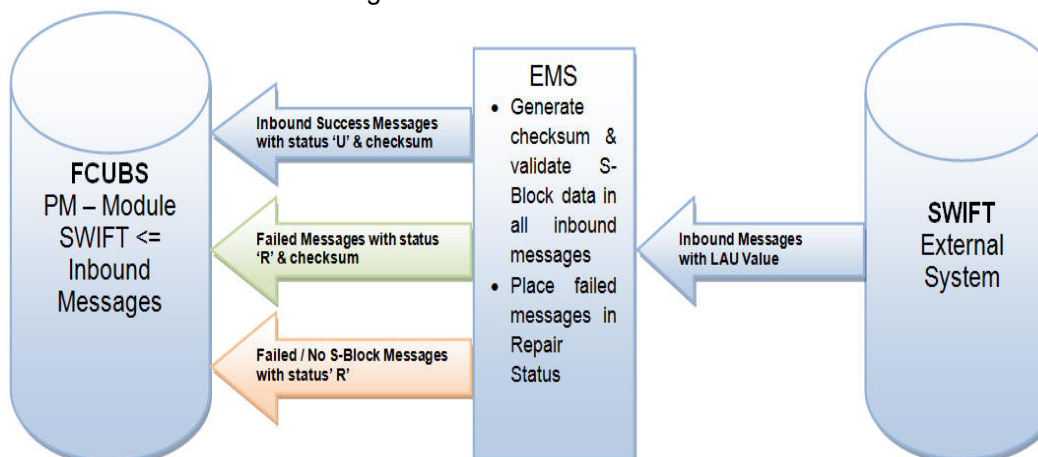 FCUBS
PM – Module
SWIFT <=
Inbound
Messages
Inbound Success Messages
with status ‘U’ & checksum
Failed Messages with status
‘R’ & checksum
Failed / No S-Block Messages
with status’ R’
EMS
• Generate
checksum &
validate S-
Block data in
all inbound
messages
• Place failed
messages in
Repair
Status
Inbound Messages
with LAU Value
SWIFT
External
System